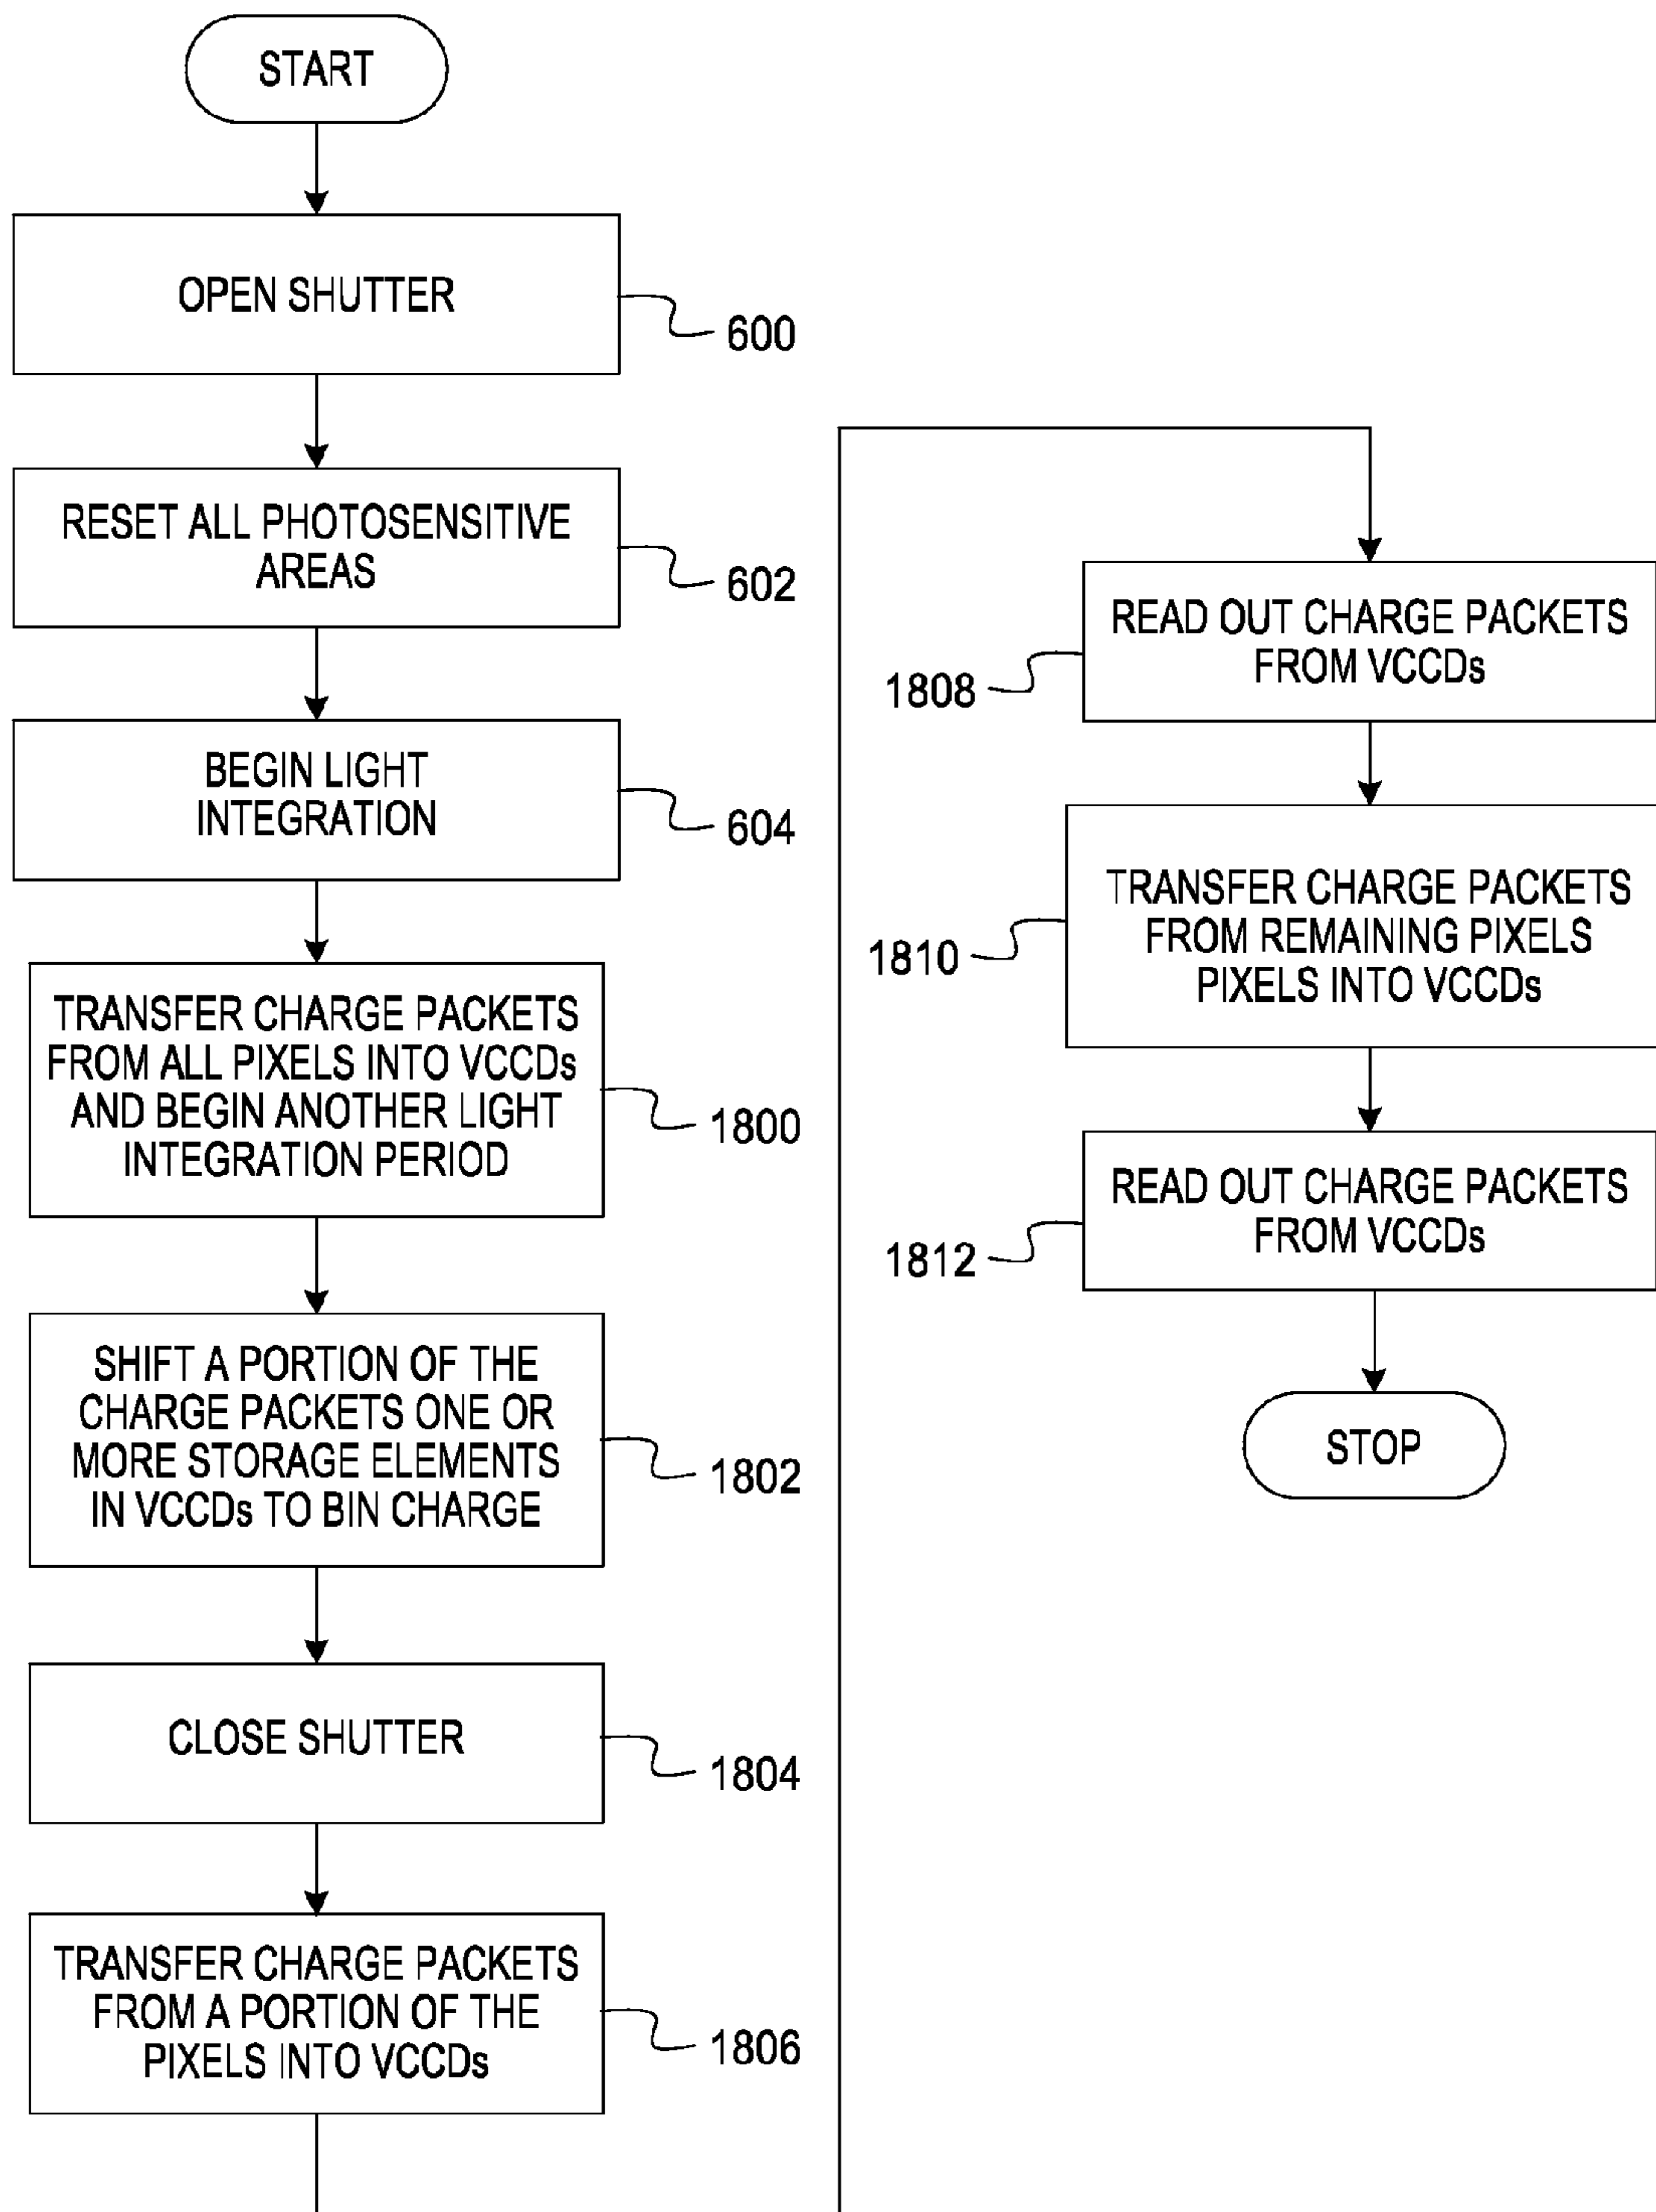 START
OPEN SHUTTER
600
RESET ALL PHOTOSENSITIVE
AREAS
602
BEGIN LIGHT
INTEGRATION
604
TRANSFER CHARGE PACKETS
FROM ALL PIXELS INTO VCCDs
AND BEGIN ANOTHER LIGHT
INTEGRATION PERIOD
1800
SHIFT A PORTION OF THE
CHARGE PACKETS ONE OR
MORE STORAGE ELEMENTS
IN VCCDs TO BIN CHARGE
1802
CLOSE SHUTTER
1804
TRANSFER CHARGE PACKETS
FROM A PORTION OF THE
PIXELS INTO VCCDs
1806
READ OUT CHARGE PACKETS
FROM VCCDs
1808
TRANSFER CHARGE PACKETS
FROM REMAINING PIXELS
PIXELS INTO VCCDs
1810
READ OUT CHARGE PACKETS
FROM VCCDs
1812
STOP